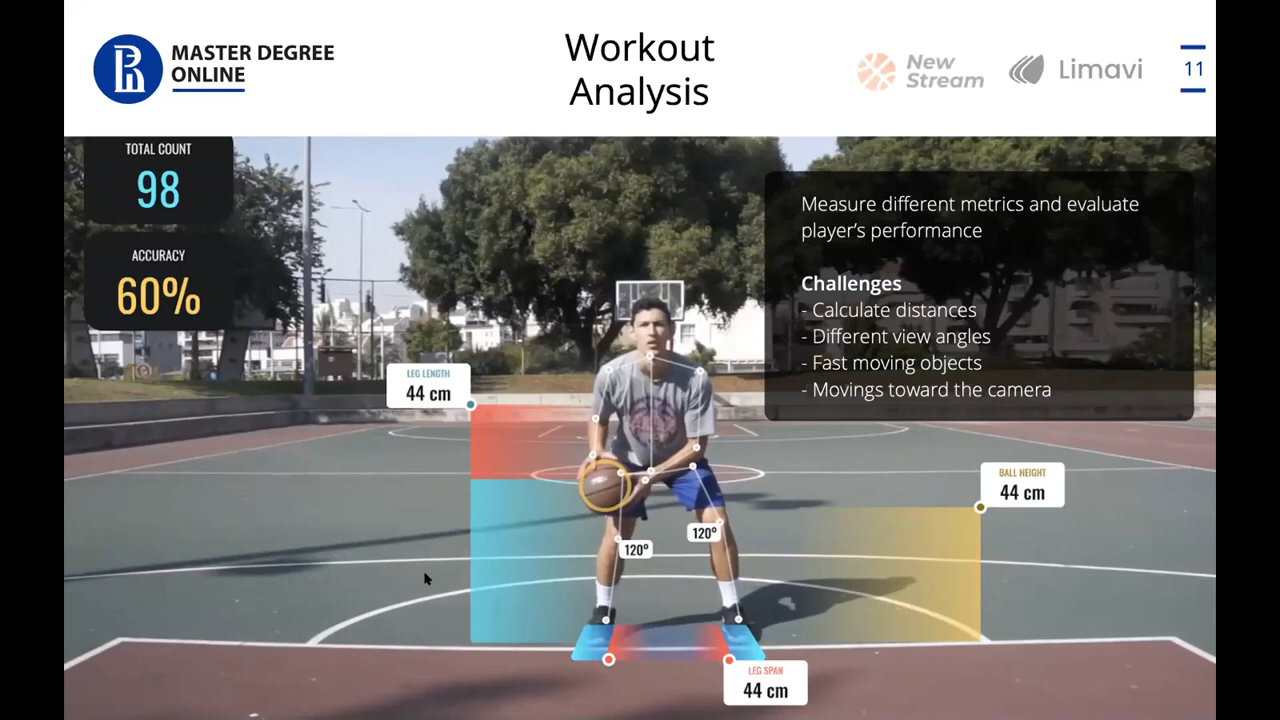 MASTER DEGREE
ONLINE
Workout
Analysis
New
Stream
Limavi
11
TOTAL COUNT
98
ACCURACY
60%
Measure different metrics and evaluate
player's performance
Challenges
- Calculate distances
- Different view angles
- Fast moving objects
- Movings toward the camera
LEG LENGTH
44 cm
BALL HEIGHT
44 cm
120°
120°
LEG SPAN
44 cm